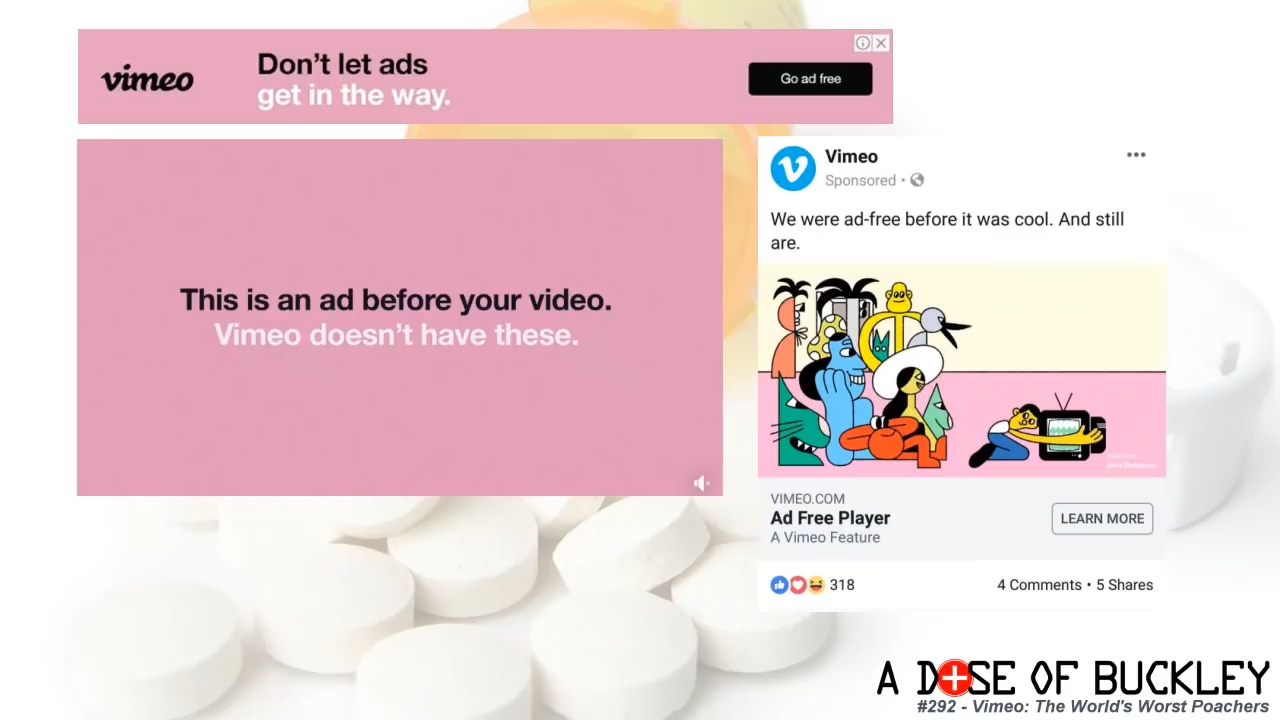 vimeo
Don't let ads
get in the way.
Go ad free
This is an ad before your video.
Vimeo doesn't have these.
Vimeo
Sponsored •
We were ad-free before it was cool. And still
are.
VIMEO.COM
Ad Free Player
A Vimeo Feature
LEARN MORE
318
4 Comments • 5 Shares
A DOSE OF BUCKLEY
#292 - Vimeo: The World's Worst Poachers